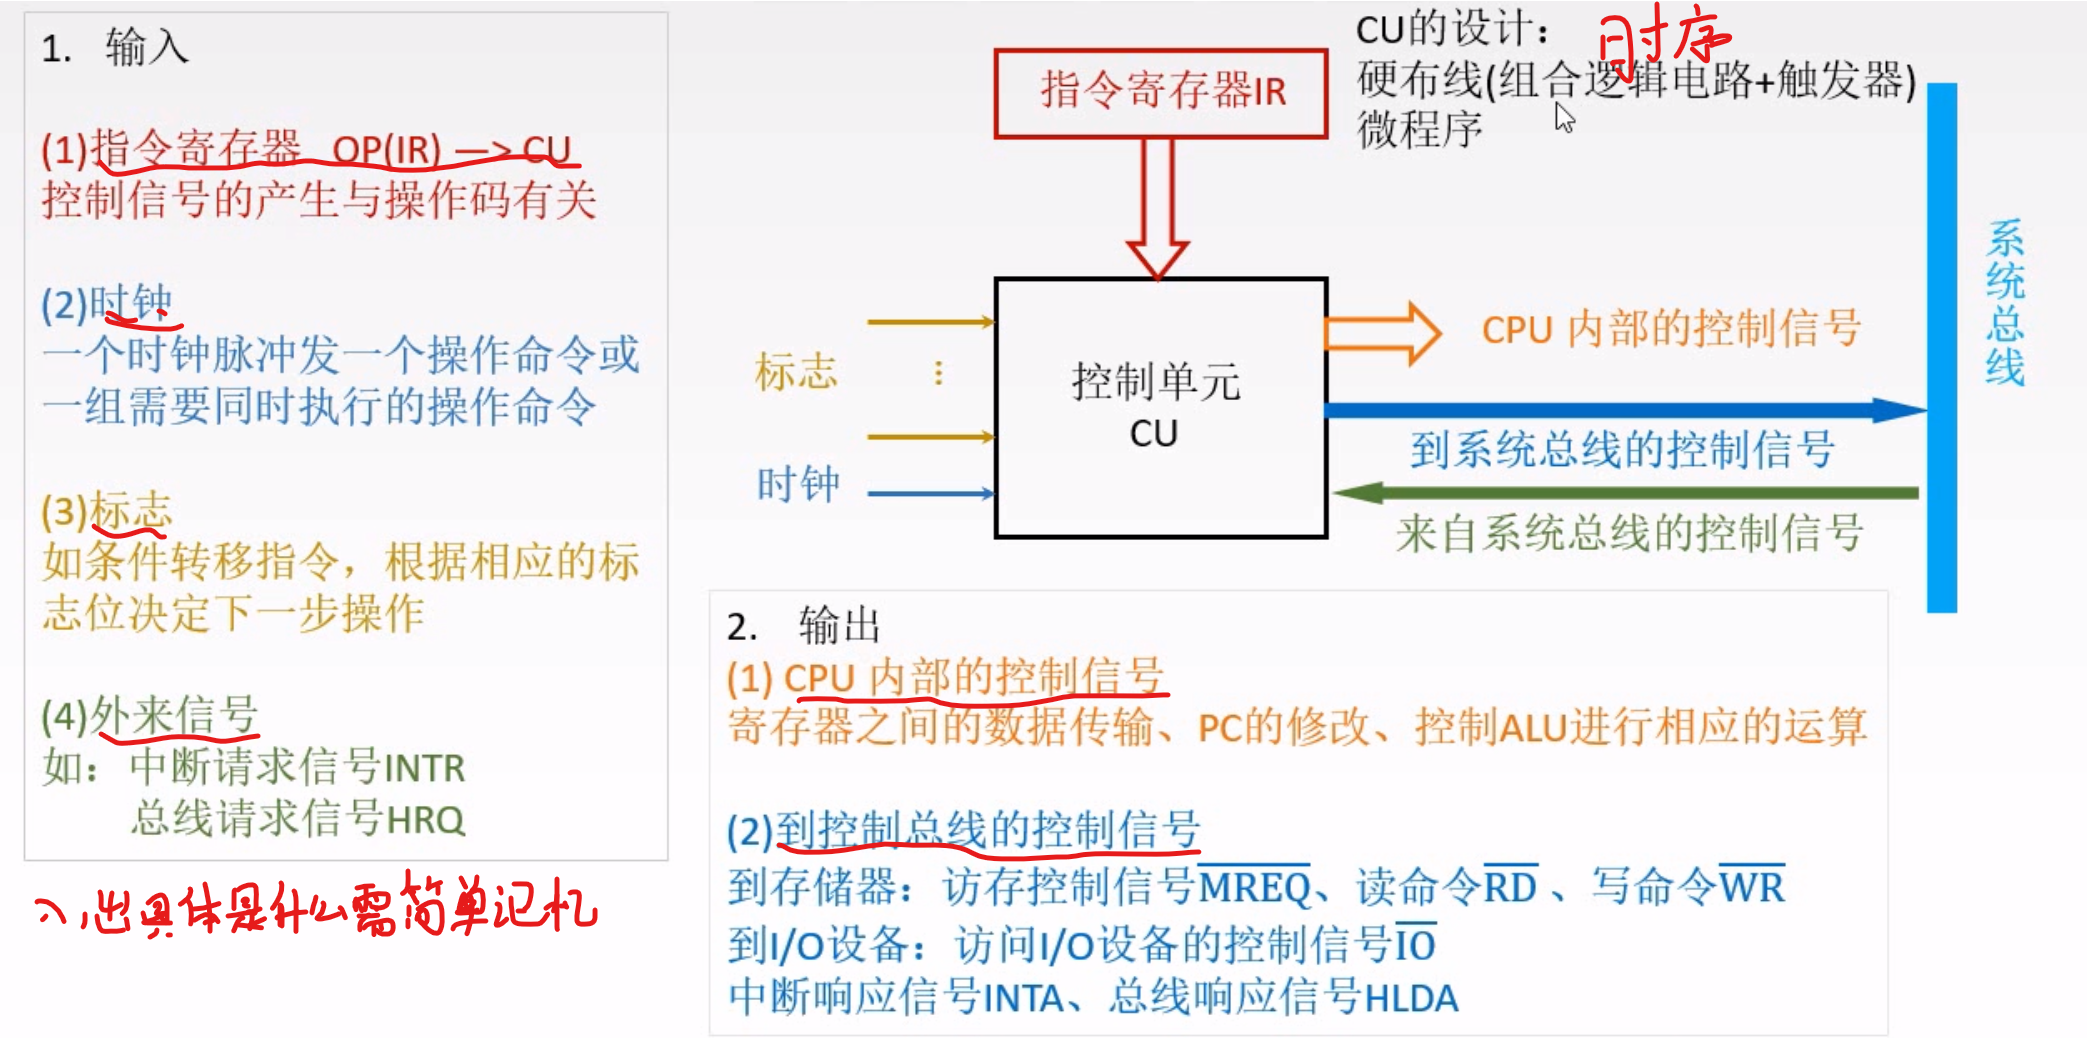 1. 输入
(1)指令寄存器 OP(IR) —> CU
控制信号的产生与操作码有关
(2)时钟
一个时钟脉冲发一个操作命令或
一组需要同时执行的操作命令
(3)标志
如条件转移指令，根据相应的标
志位决定下一步操作
(4)外来信号
如：中断请求信号INTR
总线请求信号HRQ
入,出具体是什么需简单记忆
指令寄存器IR
CU的设计：
时序
硬布线(组合逻辑电路+触发器)
微程序
标志
⋮
时钟
控制单元
CU
CPU 内部的控制信号
到系统总线的控制信号
来自系统总线的控制信号
系统总线
2. 输出
(1) CPU 内部的控制信号
寄存器之间的数据传输、PC的修改、控制ALU进行相应的运算
(2)到控制总线的控制信号
到存储器：访存控制信号M̅R̅E̅Q̅、读命令R̅D̅ 、写命令W̅R̅
到I/O设备：访问I/O设备的控制信号I̅O̅
中断响应信号INTA、总线响应信号HLDA